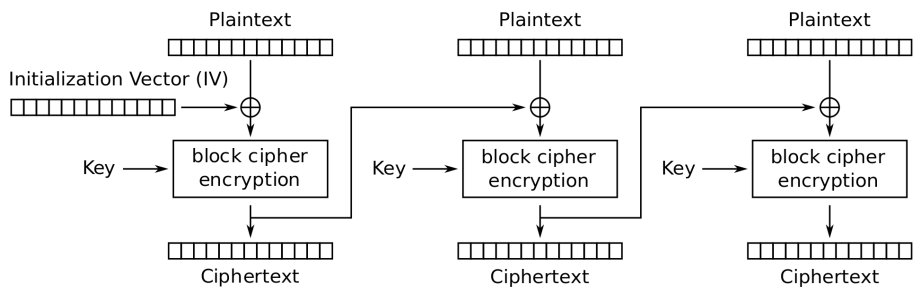 Plaintext
Plaintext
Plaintext
Initialization Vector (IV)
Key
block cipher
encryption
Key
block cipher
encryption
Key
block cipher
encryption
Ciphertext
Ciphertext
Ciphertext